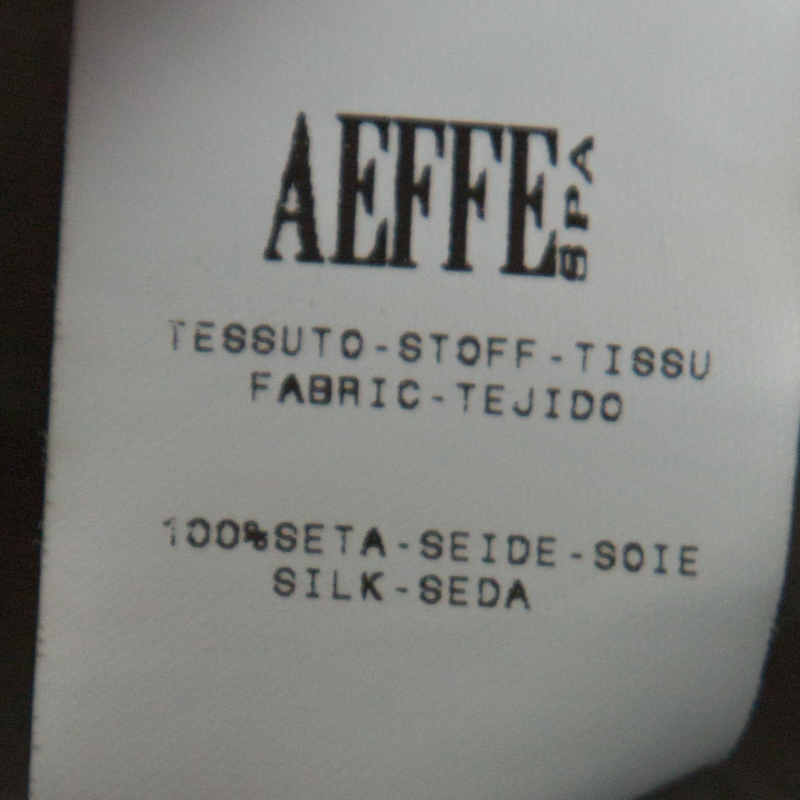 AEFFE SPA
TESSUTO-STOFF-TISSU
FABRIC-TEJIDO
100%SETA-SEIDE-SOIE
SILK-SEDA